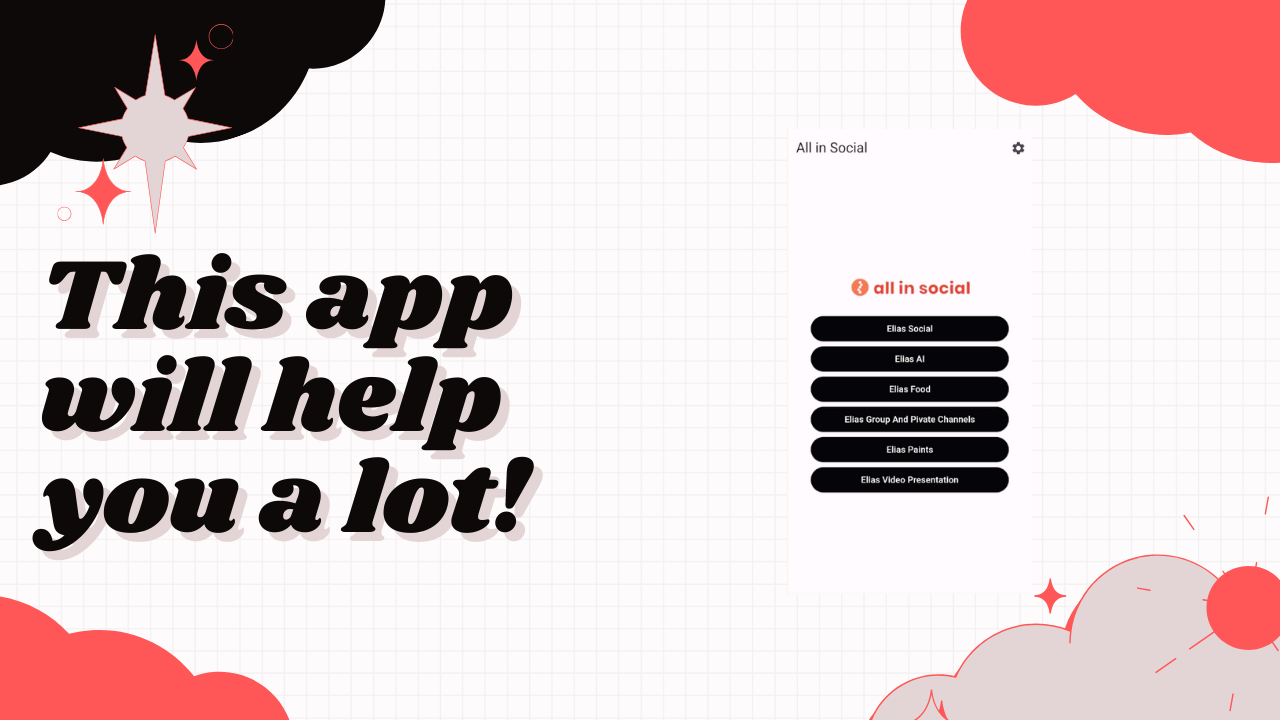 This app
will help
you a lot!
All in Social
all in social
Elias Social
Elias AI
Elias Food
Elias Group And Pivate Channels
Elias Paints
Elias Video Presentation